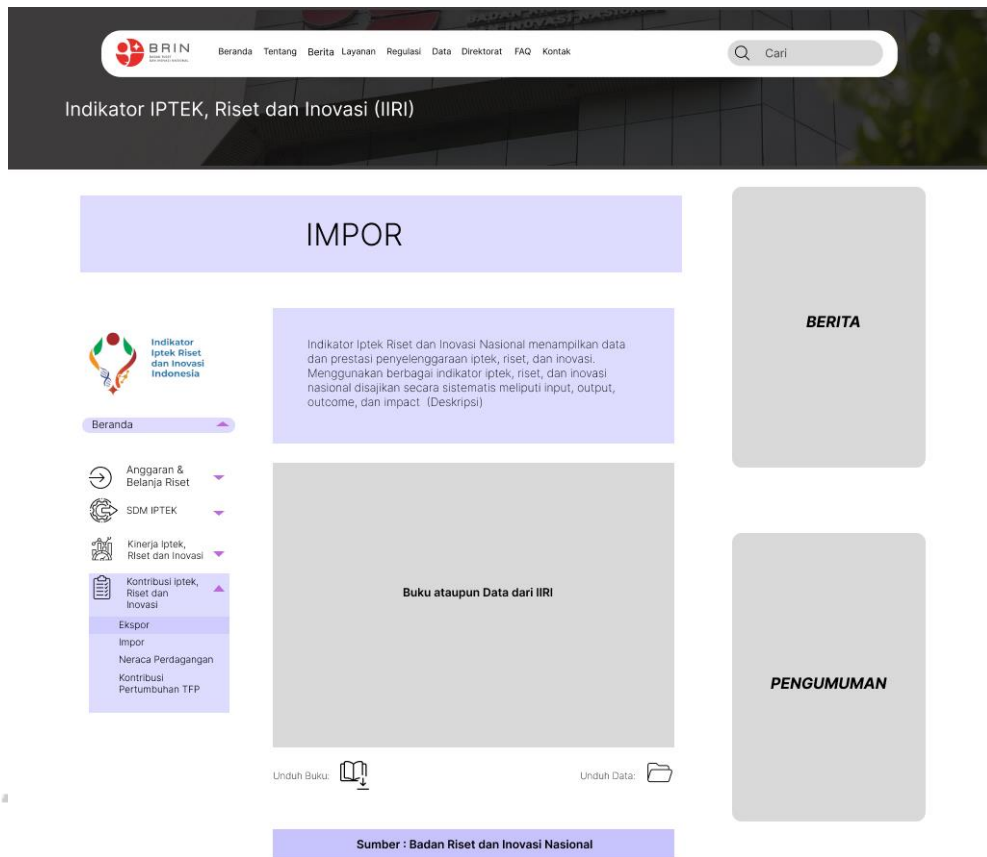 BRIN
BADAN RISET
DAN INOVASI NASIONAL
Beranda Tentang Berita Layanan Regulasi Data Direktorat FAQ Kontak
Cari
Indikator IPTEK, Riset dan Inovasi (IIRI)
IMPOR
Indikator
Iptek Riset
dan Inovasi
Indonesia
Beranda
Anggaran &
Belanja Riset
SDM IPTEK
Kinerja Iptek,
RIset dan Inovasi
Kontribusi iptek,
Riset dan
Inovasi
Ekspor
Impor
Neraca Perdagangan
Kontribusi
Pertumbuhan TFP
Indikator Iptek Riset dan Inovasi Nasional menampilkan data
dan prestasi penyelenggaraan iptek, riset, dan inovasi.
Menggunakan berbagai indikator iptek, riset, dan inovasi
nasional disajikan secara sistematis meliputi input, output,
outcome, dan impact (Deskripsi)
Buku ataupun Data dari IIRI
Unduh Buku:
Unduh Data:
Sumber : Badan Riset dan Inovasi Nasional
BERITA
PENGUMUMAN